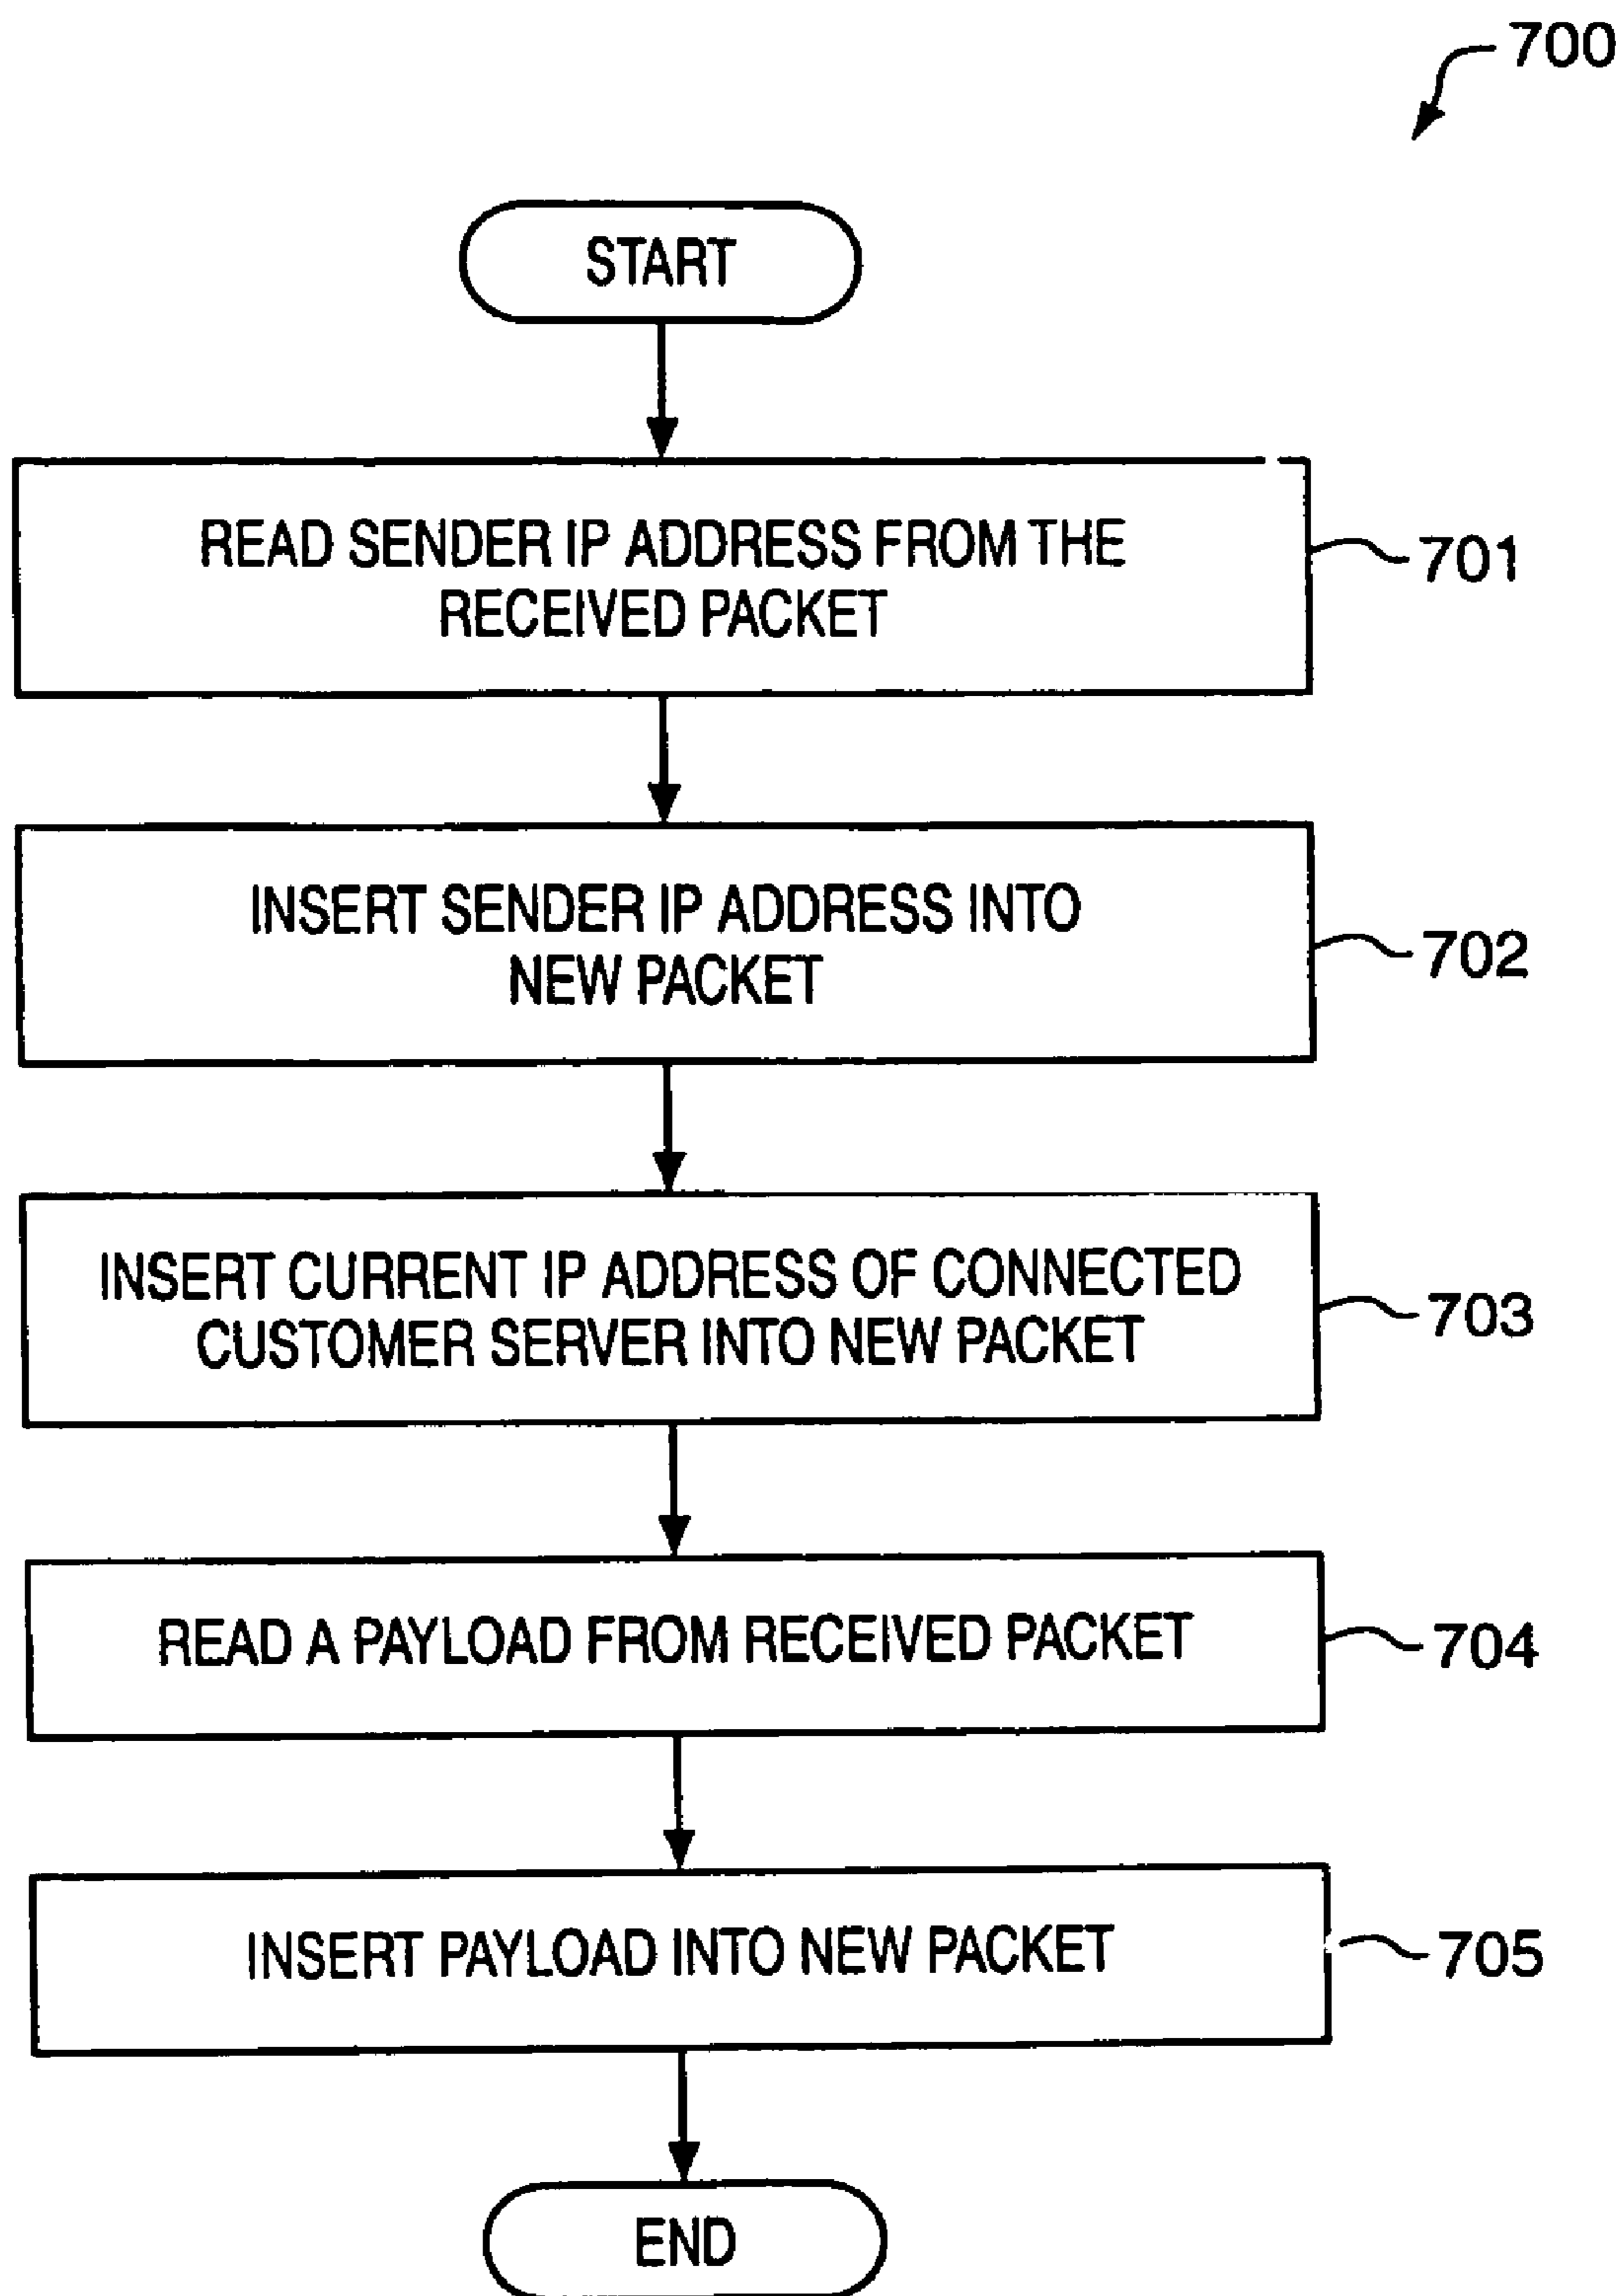 700
START
READ SENDER IP ADDRESS FROM THE
RECEIVED PACKET
701
INSERT SENDER IP ADDRESS INTO
NEW PACKET
702
INSERT CURRENT IP ADDRESS OF CONNECTED
CUSTOMER SERVER INTO NEW PACKET
703
READ A PAYLOAD FROM RECEIVED PACKET
704
INSERT PAYLOAD INTO NEW PACKET
705
END